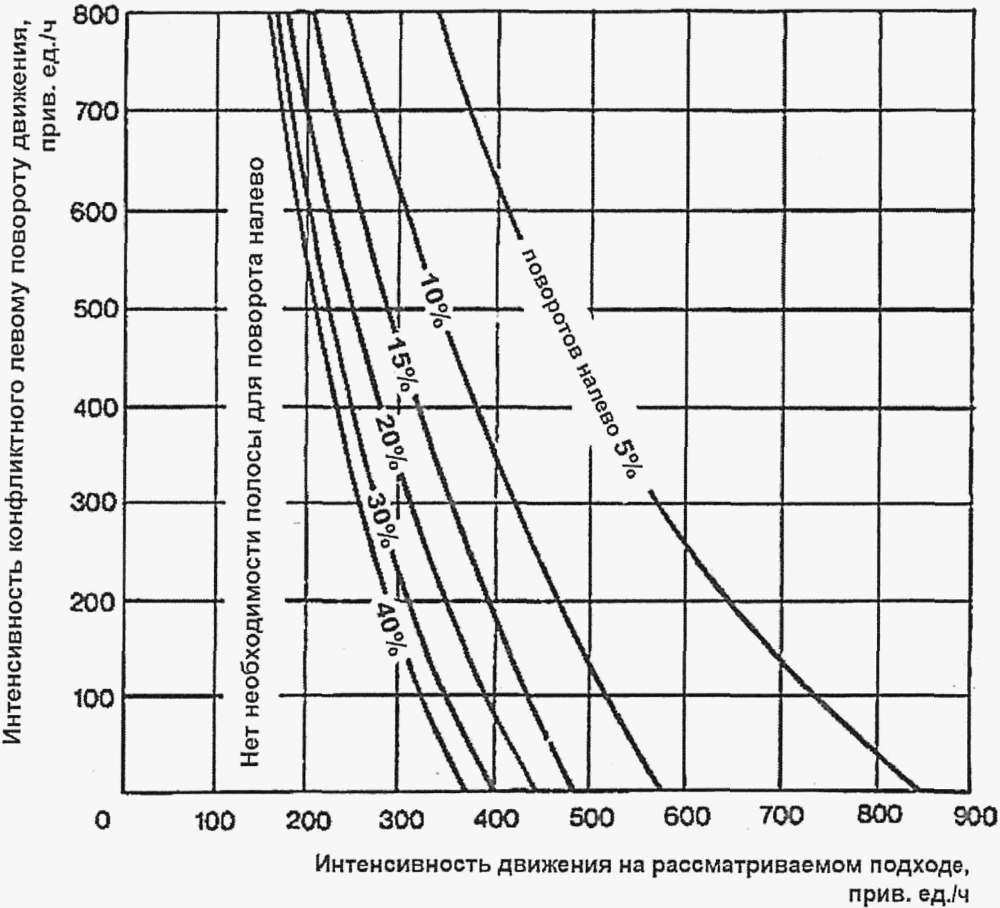 Интенсивность конфликтного левому повороту движения,
прив. ед./ч
800
700
600
500
400
300
200
100
Нет необходимости полосы для поворота налево
поворотов налево 5%
10%
15%
20%
30%
40%
0 100 200 300 400 500 600 700 800 900
Интенсивность движения на рассматриваемом подходе,
прив. ед./ч